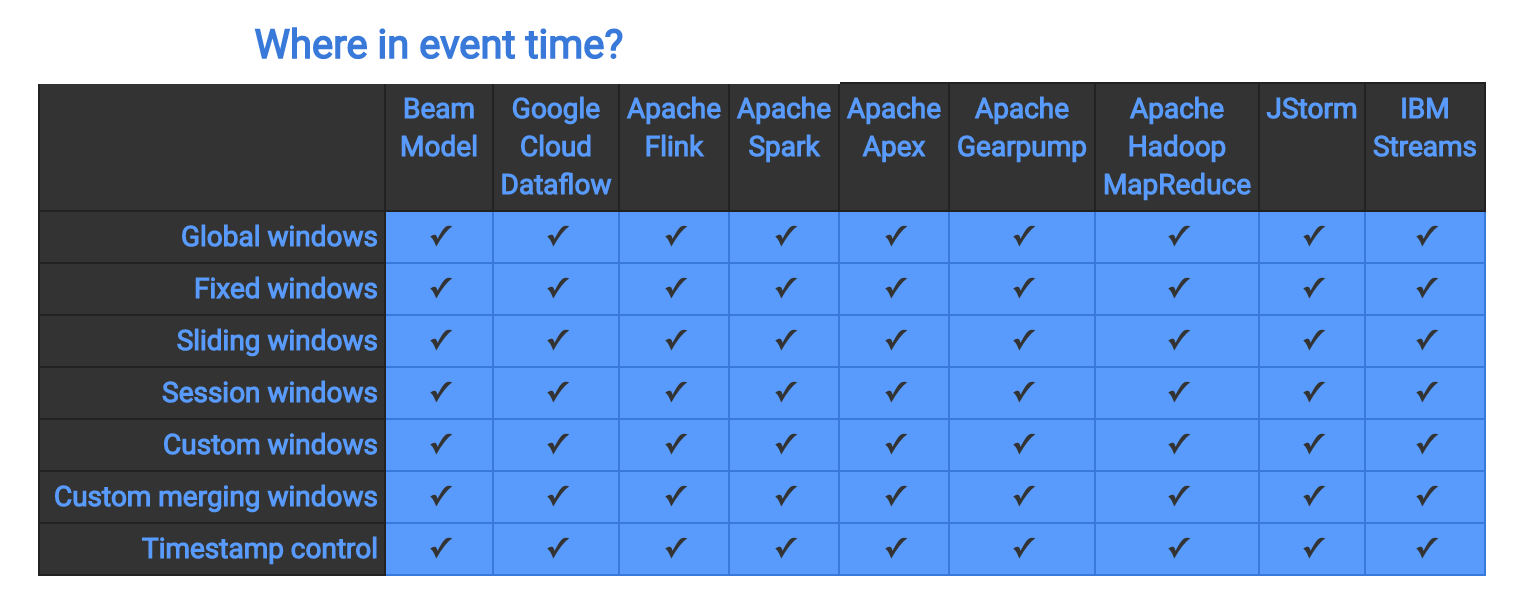 Where in event time?
Beam Model Google Cloud Dataflow Apache Flink Apache Spark Apache Apex Apache Gearpump Apache Hadoop MapReduce JStorm IBM Streams
Global windows ✓ ✓ ✓ ✓ ✓ ✓ ✓ ✓ ✓
Fixed windows ✓ ✓ ✓ ✓ ✓ ✓ ✓ ✓ ✓
Sliding windows ✓ ✓ ✓ ✓ ✓ ✓ ✓ ✓ ✓
Session windows ✓ ✓ ✓ ✓ ✓ ✓ ✓ ✓ ✓
Custom windows ✓ ✓ ✓ ✓ ✓ ✓ ✓ ✓ ✓
Custom merging windows ✓ ✓ ✓ ✓ ✓ ✓ ✓ ✓ ✓
Timestamp control ✓ ✓ ✓ ✓ ✓ ✓ ✓ ✓ ✓